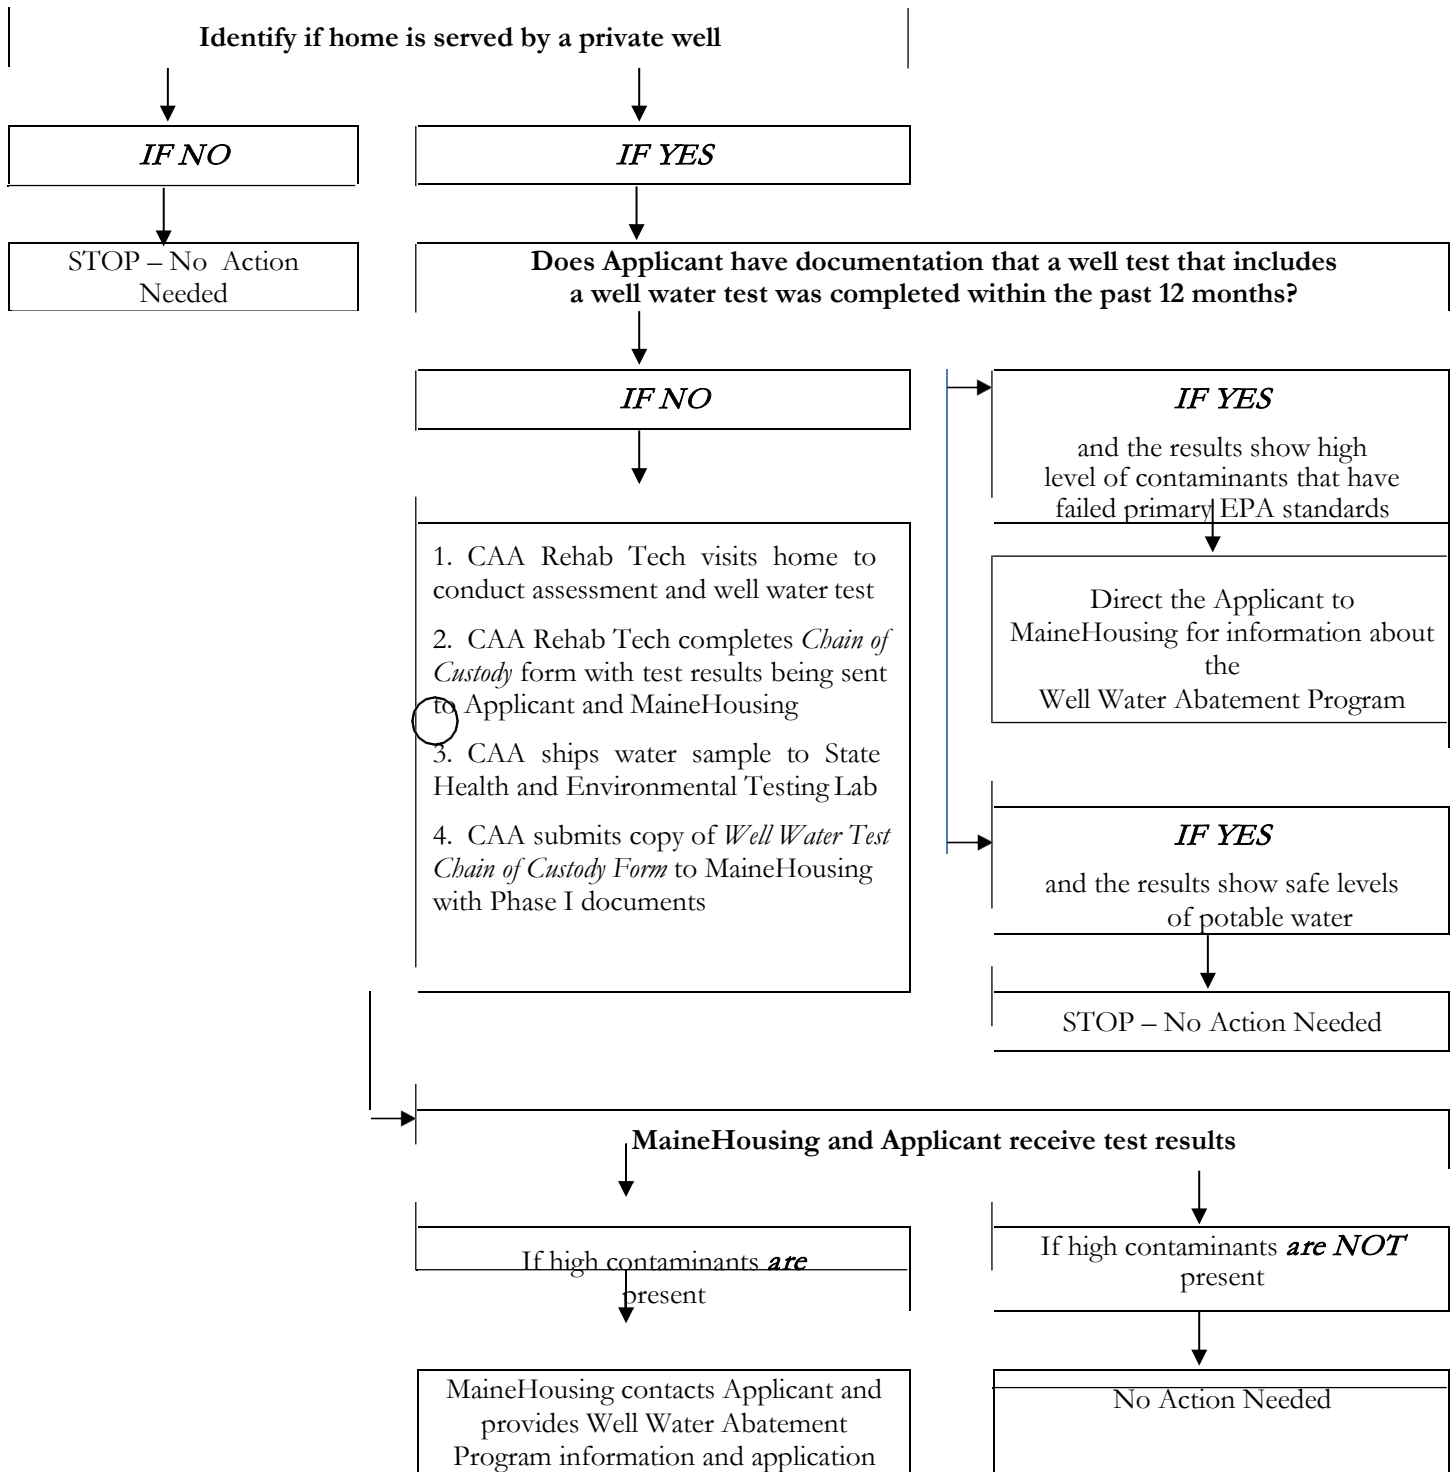 Identify if home is served by a private well
IF NO
IF YES
STOP – No Action
Needed
Does Applicant have documentation that a well test that includes
a well water test was completed within the past 12 months?
IF NO
IF YES
and the results show high
level of contaminants that have
failed primary EPA standards
1. CAA Rehab Tech visits home to
conduct assessment and well water test
2. CAA Rehab Tech completes Chain of
Custody form with test results being sent
to Applicant and MaineHousing
3. CAA ships water sample to State
Health and Environmental Testing Lab
4. CAA submits copy of Well Water Test
Chain of Custody Form to MaineHousing
with Phase I documents
Direct the Applicant to
MaineHousing for information about
the
Well Water Abatement Program
IF YES
and the results show safe levels
of potable water
STOP – No Action Needed
MaineHousing and Applicant receive test results
If high contaminants are
present
If high contaminants are NOT
present
MaineHousing contacts Applicant and
provides Well Water Abatement
Program information and application
No Action Needed